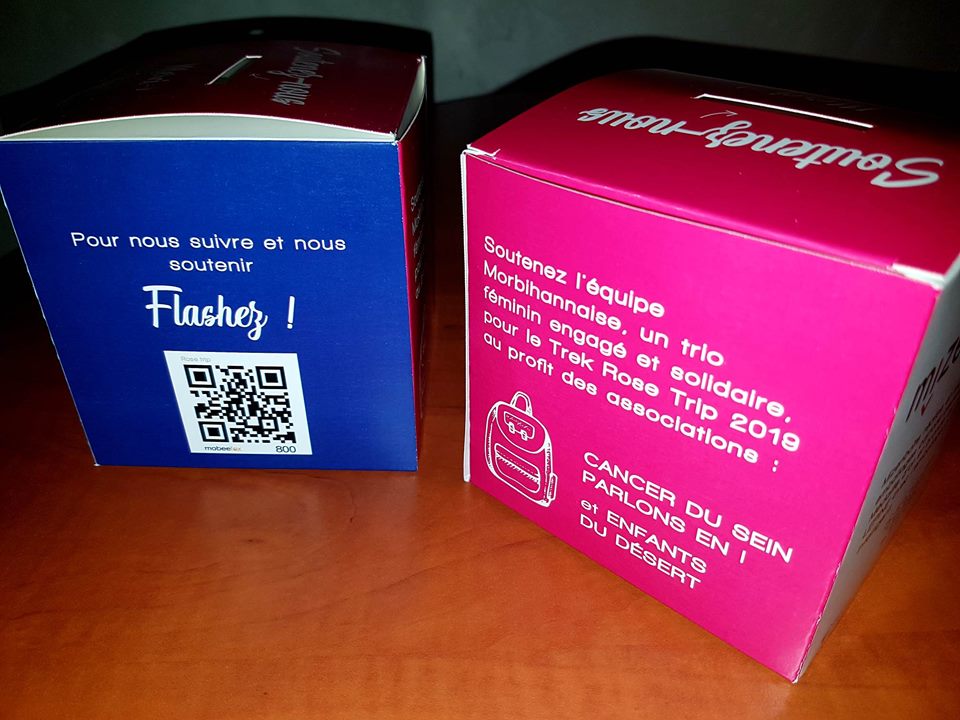 Soutenez-nous
Pour nous suivre et nous
soutenir
Flashez !
Rose trip
mobeetox
800
Soutenez-nous
Soutenez l'équipe
Morbihannaise, un trio
féminin engagé et solidaire,
pour le Trek Rose Trip 2019
au profit des associations :
CANCER DU SEIN
PARLONS EN !
et ENFANTS
DU DÉSERT